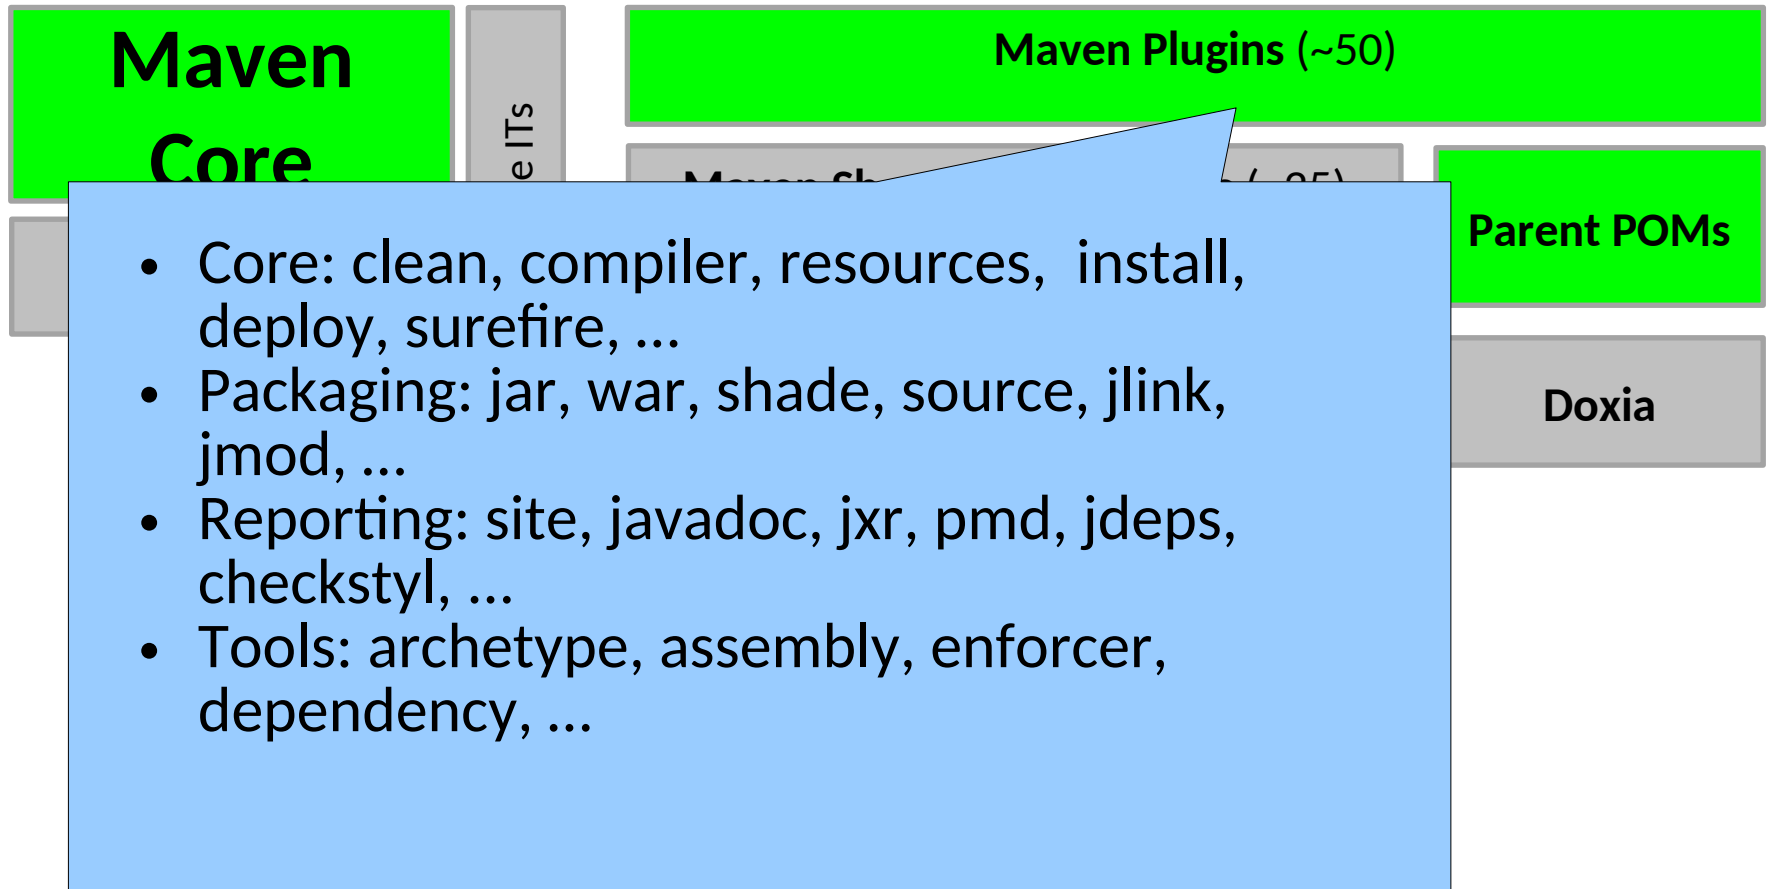 Maven
Core
e ITs
Maven Plugins (~50)
Maven
Parent POMs
Doxia
• Core: clean, compiler, resources,  install,
deploy, surefire, ...
• Packaging: jar, war, shade, source, jlink,
jmod, ...
• Reporting: site, javadoc, jxr, pmd, jdeps,
checkstyl, ...
• Tools: archetype, assembly, enforcer,
dependency, ...